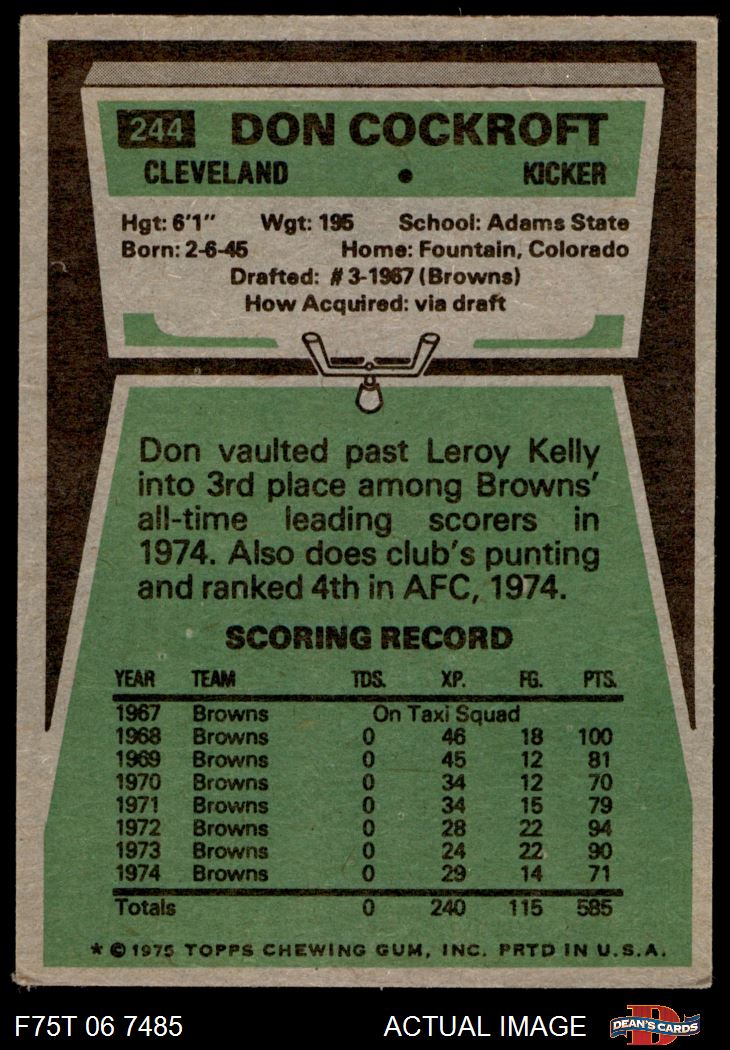 244 DON COCKROFT
CLEVELAND • KICKER
Hgt: 6'1" Wgt: 195 School: Adams State
Born: 2-6-45 Home: Fountain, Colorado
Drafted: #3-1967 (Browns)
How Acquired: via draft
Don vaulted past Leroy Kelly
into 3rd place among Browns'
all-time leading scorers in
1974. Also does club's punting
and ranked 4th in AFC, 1974.
SCORING RECORD
YEAR TEAM TDS. XP. FG. PTS.
1967 Browns On Taxi Squad
1968 Browns 0 46 18 100
1969 Browns 0 45 12 81
1970 Browns 0 34 12 70
1971 Browns 0 34 15 79
1972 Browns 0 28 22 94
1973 Browns 0 24 22 90
1974 Browns 0 29 14 71
Totals 0 240 115 585
* © 1975 TOPPS CHEWING GUM, INC. PRTD IN U.S.A.
F75T 06 7485 ACTUAL IMAGE DEAN'S CARDS